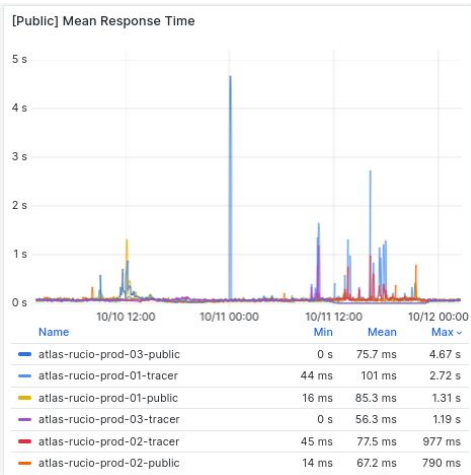 [Public] Mean Response Time
5 s
4 s
3 s
2 s
1 s
0 s
10/10 12:00 10/11 00:00 10/11 12:00 10/12 00:00
Name Min Mean Max
atlas-rucio-prod-03-public 0 s 75.7 ms 4.67 s
atlas-rucio-prod-01-tracer 44 ms 101 ms 2.72 s
atlas-rucio-prod-01-public 16 ms 85.3 ms 1.31 s
atlas-rucio-prod-03-tracer 0 s 56.3 ms 1.19 s
atlas-rucio-prod-02-tracer 45 ms 77.5 ms 977 ms
atlas-rucio-prod-02-public 14 ms 67.2 ms 790 ms